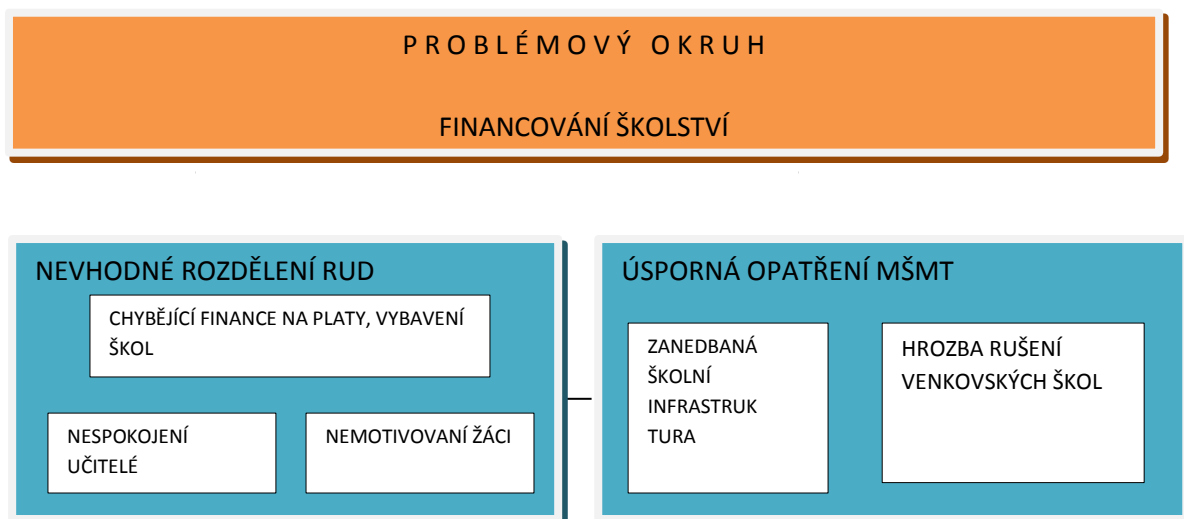 P R O B L É M O V Ý  O K R U H
FINANCOVÁNÍ ŠKOLSTVÍ
NEVHODNÉ ROZDĚLENÍ RUD
CHYBĚJÍCÍ FINANCE NA PLATY, VYBAVENÍ
ŠKOL
NESPOKOJENÍ
UČITELÉ
NEMOTIVOVANÍ ŽÁCI
ÚSPORNÁ OPATŘENÍ MŠMT
ZANEDBANÁ
ŠKOLNÍ
INFRASTRUK
TURA
HROZBA RUŠENÍ
VENKOVSKÝCH ŠKOL